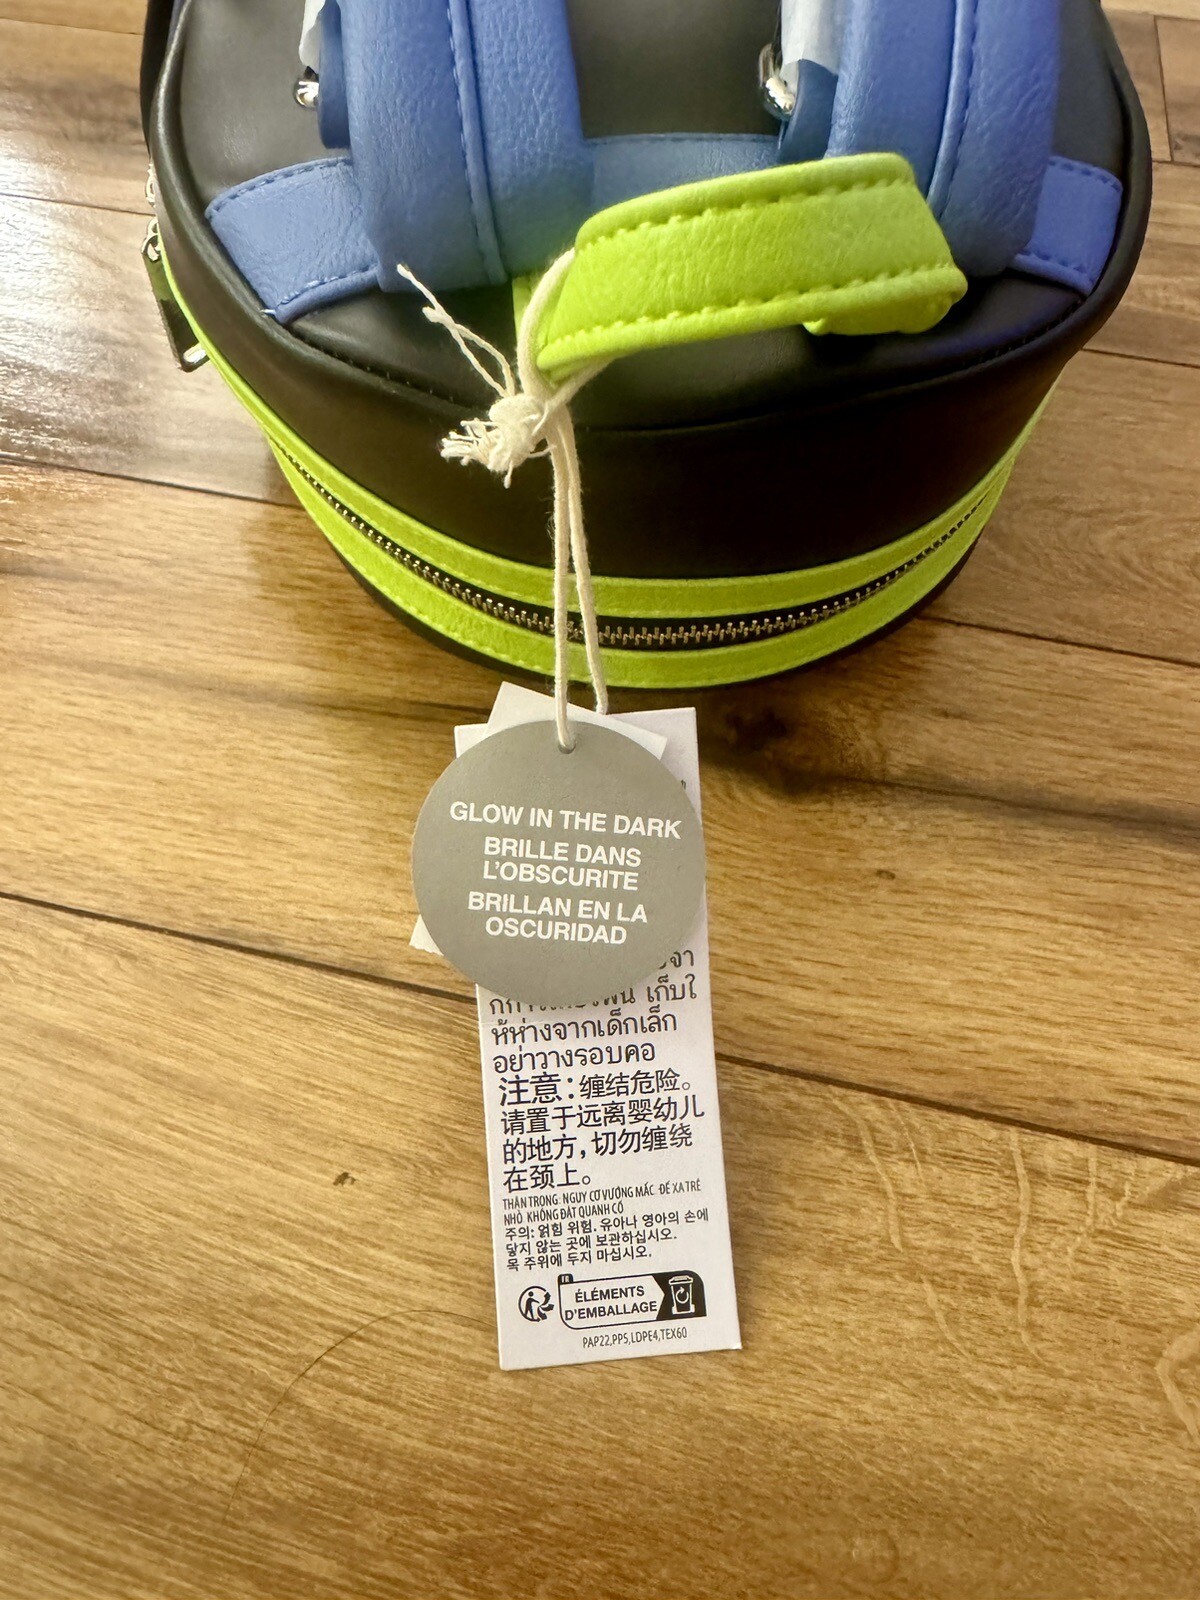 GLOW IN THE DARK
BRILLE DANS
L'OBSCURITE
BRILLAN EN LA
OSCURIDAD
เก็บใ
ห้ห่างจากเด็กเล็ก
อย่าวางรอบคอ
注意:缠结危险。
请置于远离婴幼儿
的地方,切勿缠绕
在颈上。
THẬN TRỌNG: NGUY CƠ VƯỚNG MẮC. ĐỂ XA TRẺ
NHỎ. KHÔNG ĐẶT QUANH CỔ
주의: 얽힘 위험. 유아나 영아의 손에
닿지 않는 곳에 보관하십시오.
목 주위에 두지 마십시오.
FR
ÉLÉMENTS
D'EMBALLAGE
PAP22,PP5,LDPE4,TEX60